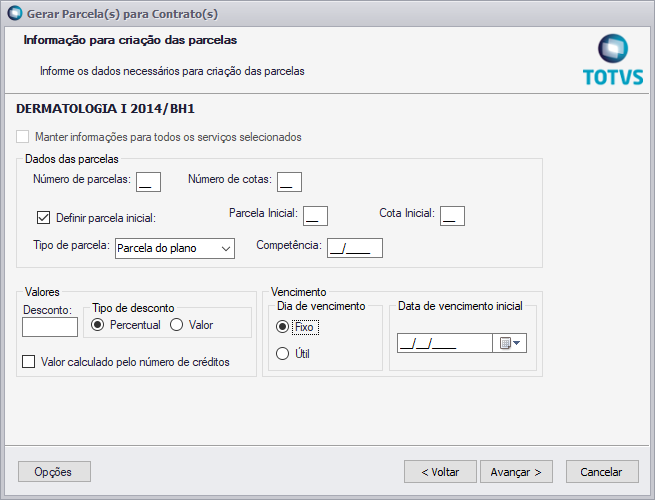 Gerar Parcela(s) para Contrato(s)
Informação para criação das parcelas
Informe os dados necessários para criação das parcelas
TOTVS
DERMATOLOGIA I 2014/BH1
Manter informações para todos os serviços selecionados
Dados das parcelas
Número de parcelas: __ Número de cotas: __
Definir parcela inicial: Parcela Inicial: __ Cota Inicial: __
Tipo de parcela: Parcela do plano Competência: __/____
Valores
Desconto:
Tipo de desconto
Percentual Valor
Valor calculado pelo número de créditos
Vencimento
Dia de vencimento
Fixo
Útil
Data de vencimento inicial
__/__/____
Opções < Voltar Avançar > Cancelar